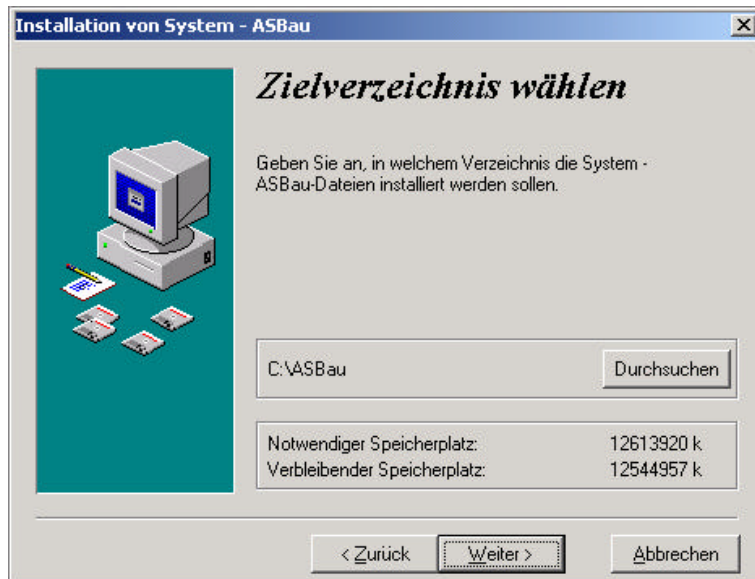 Installation von System - ASBau
Zielverzeichnis wählen
Geben Sie an, in welchem Verzeichnis die System -
ASBau-Dateien installiert werden sollen.
C:\ASBau
Durchsuchen
Notwendiger Speicherplatz: 12613920 k
Verbleibender Speicherplatz: 12544957 k
< Zurück Weiter > Abbrechen